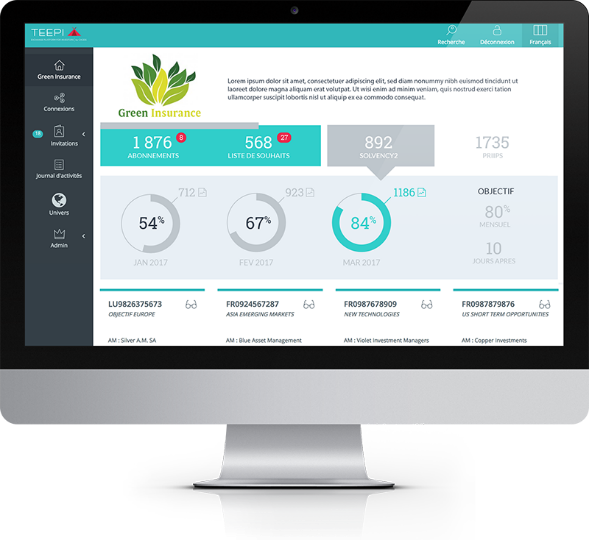 TEEPI
Recherche
Déconnexion
Français
Green Insurance
Connexions
18
Invitations
Journal d'activités
Univers
Admin
Green Insurance
Lorem ipsum dolor sit amet, consectetuer adipiscing elit, sed diam nonummy nibh euismod tincidunt ut
laoreet dolore magna aliquam erat volutpat. Ut wisi enim ad minim veniam, quis nostrud exerci tation
ullamcorper suscipit lobortis nisl ut aliquip ex ea commodo consequat.
1 876
8
ABONNEMENTS
568
27
LISTE DE SOUHAITS
892
SOLVENCY2
1735
PRIIPS
712
54%
JAN 2017
923
67%
FEV 2017
1186
84%
MAR 2017
OBJECTIF
80%
MENSUEL
10
JOURS APRES
LU9826375673
OBJECTIF EUROPE
AM : Silver A.M. SA
FR0924567287
ASIA EMERGING MARKETS
AM : Blue Asset Management
FR0987678909
NEW TECHNOLOGIES
AM : Violet Investment Managers
FR0987879876
US SHORT TERM OPPORTUNITIES
AM : Copper Investments